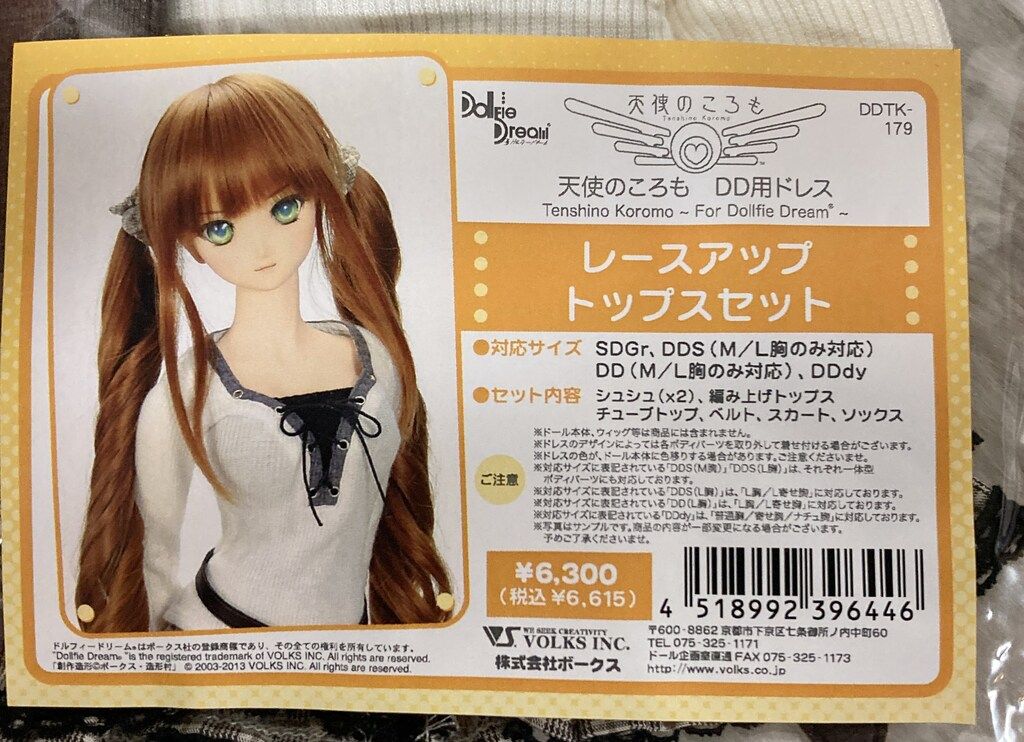 Dollfie Dream®
天使のころも
Tenshino Koromo
DDTK-179
天使のころも DD用ドレス
Tenshino Koromo ~ For Dollfie Dream® ~
レースアップ
トップスセット
●対応サイズ SDGr、DDS(M/L胸のみ対応)
DD(M/L胸のみ対応)、DDdy
●セット内容 シュシュ(x2)、編み上げトップス
チューブトップ、ベルト、スカート、ソックス
ご注意
※ドール本体、ウィッグ等は商品には含まれません。
※ドレスのデザインによっては各ボディパーツを取り外して着せ付ける場合がございます。
※ドレスの色が、ドール本体に色移りする場合があります。ご注意くださいませ。
※対応サイズに表記されている「DDS(M胸)」「DDS(L胸)」は、それぞれ一体型
ボディパーツにも対応しております。
※対応サイズに表記されている「DDS(L胸)」は、「L胸/L寄せ胸」に対応しております。
※対応サイズに表記されている「DD(L胸)」は、「L胸/L寄せ胸」に対応しております。
※対応サイズに表記されている「DDdy」は、「普通胸/寄せ胸/ナチュ胸」に対応しております。
※写真はサンプルです。商品の内容が一部変更になる場合がございます。
予めご了承くださいませ。
¥6,300
(税込 ¥6,615)
4 518992 396446
VS. WE SEEK CREATIVITY
VOLKS INC.
株式会社ボークス
〒600-8862 京都市下京区七条御所ノ内中町60
TEL 075-325-1171
ドール企画室直通 FAX 075-325-1173
http://www.volks.co.jp
ドルフィードリーム®はボークス社の登録商標であり、その全ての権利を所有しています。
"Dollfie Dream®" is the registered trademark of VOLKS INC. All rights are reserved.
「創作造形©ボークス・造形村」 © 2003-2013 VOLKS INC. All rights are reserved.